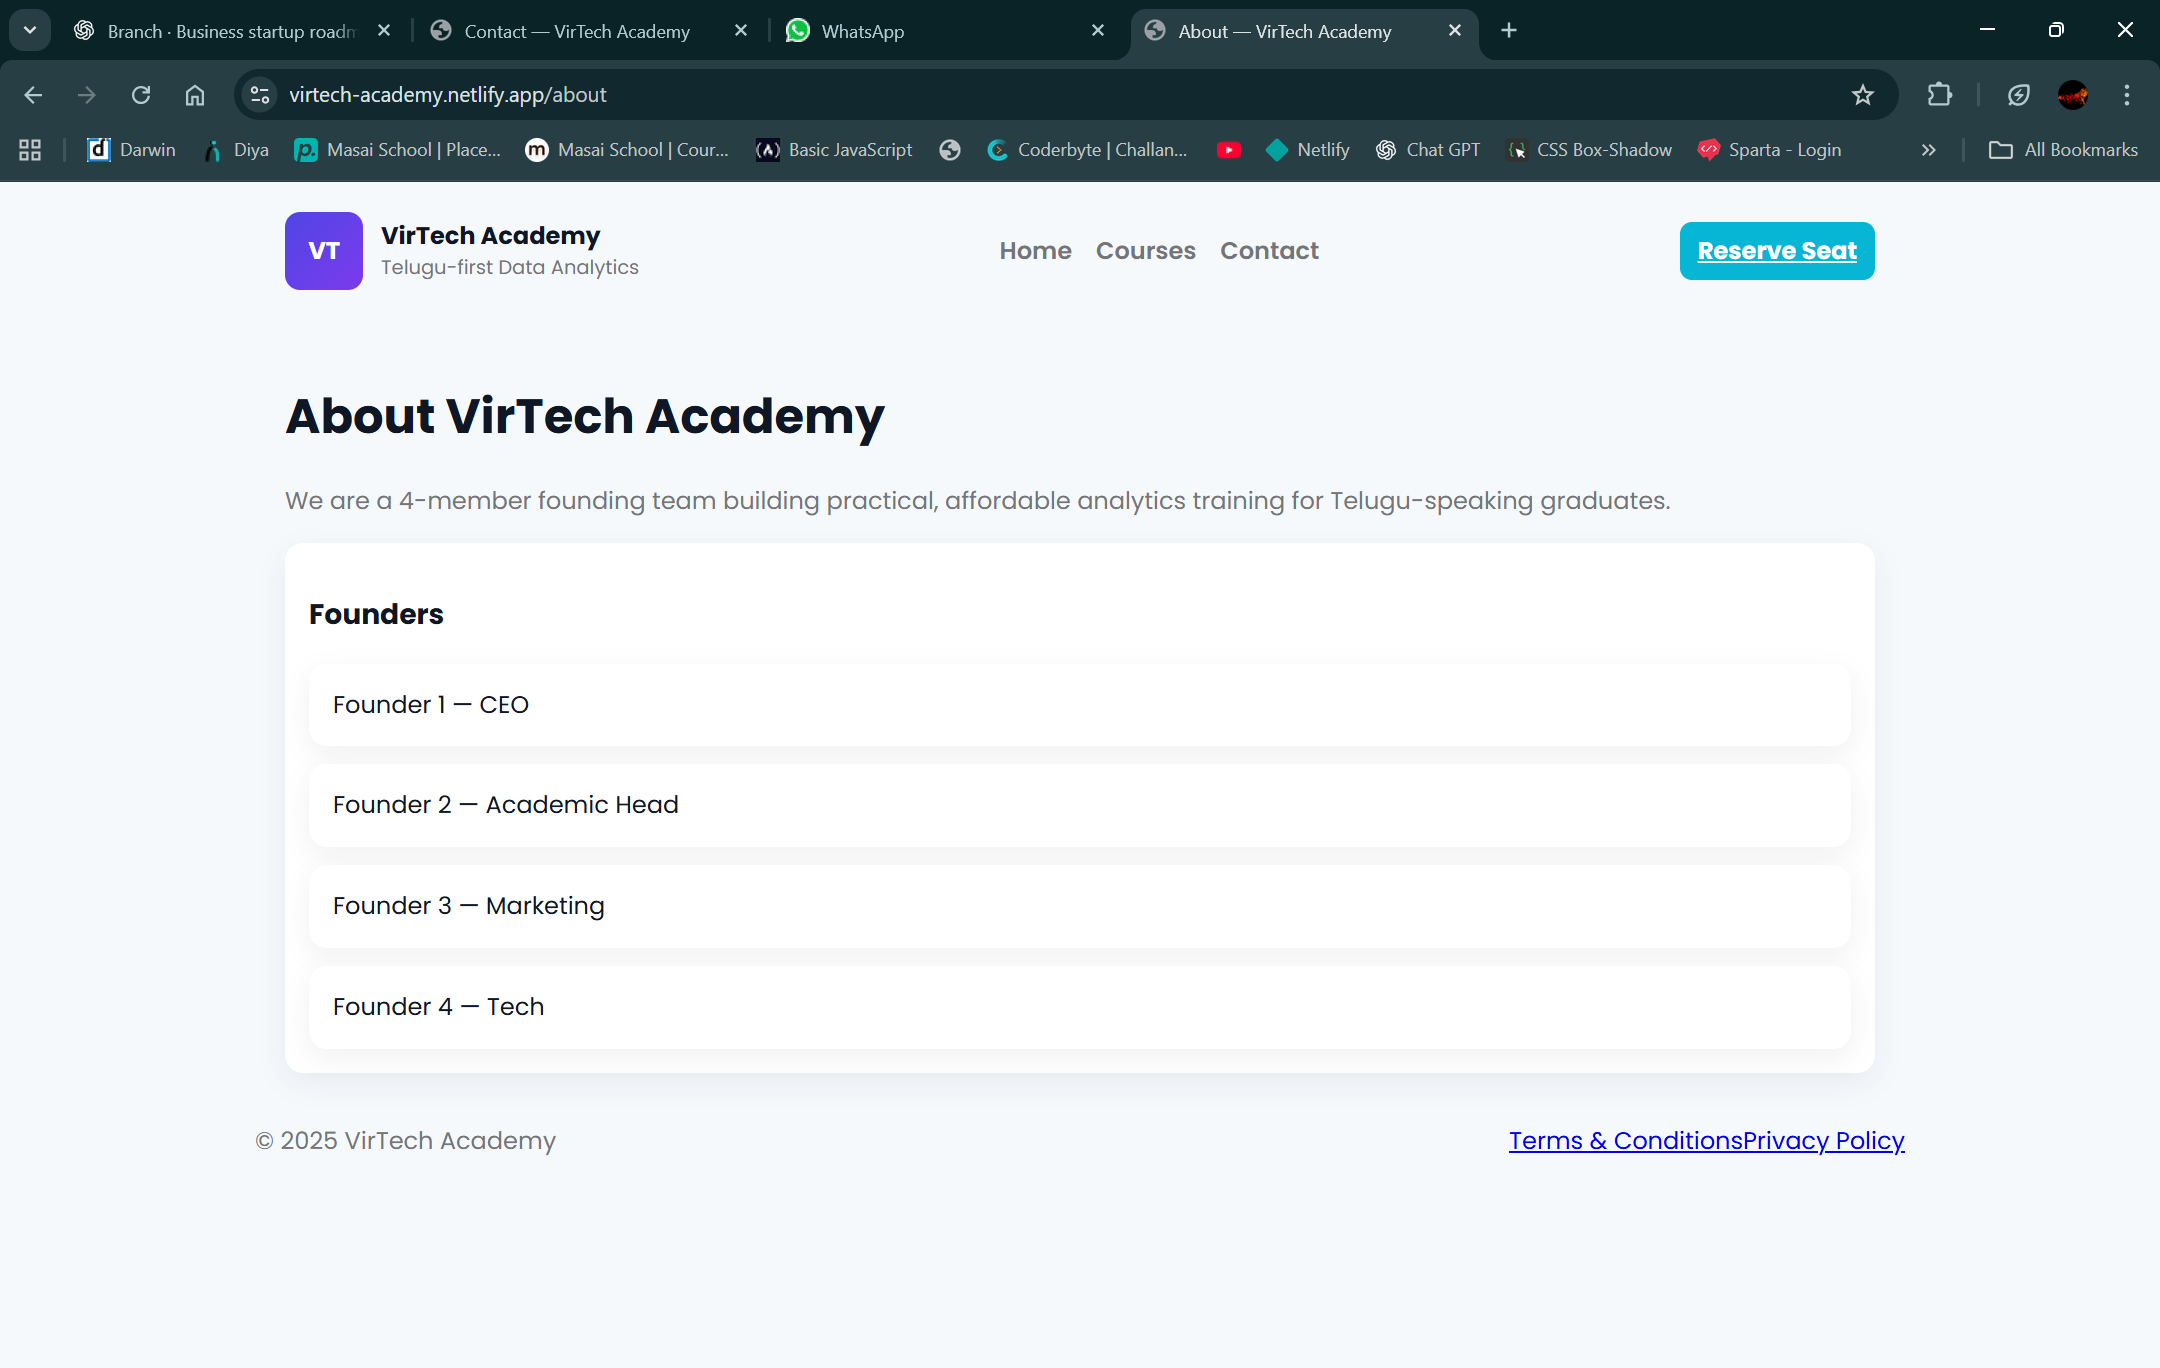 Branch · Business startup roadm
Contact — VirTech Academy
WhatsApp
About — VirTech Academy
virtech-academy.netlify.app/about
Darwin
Diya
Masai School | Place...
Masai School | Cour...
Basic JavaScript
Coderbyte | Challan...
Netlify
Chat GPT
CSS Box-Shadow
Sparta - Login
All Bookmarks
VT
VirTech Academy
Telugu-first Data Analytics
Home
Courses
Contact
Reserve Seat
About VirTech Academy
We are a 4-member founding team building practical, affordable analytics training for Telugu-speaking graduates.
Founders
Founder 1 — CEO
Founder 2 — Academic Head
Founder 3 — Marketing
Founder 4 — Tech
© 2025 VirTech Academy
Terms & ConditionsPrivacy Policy